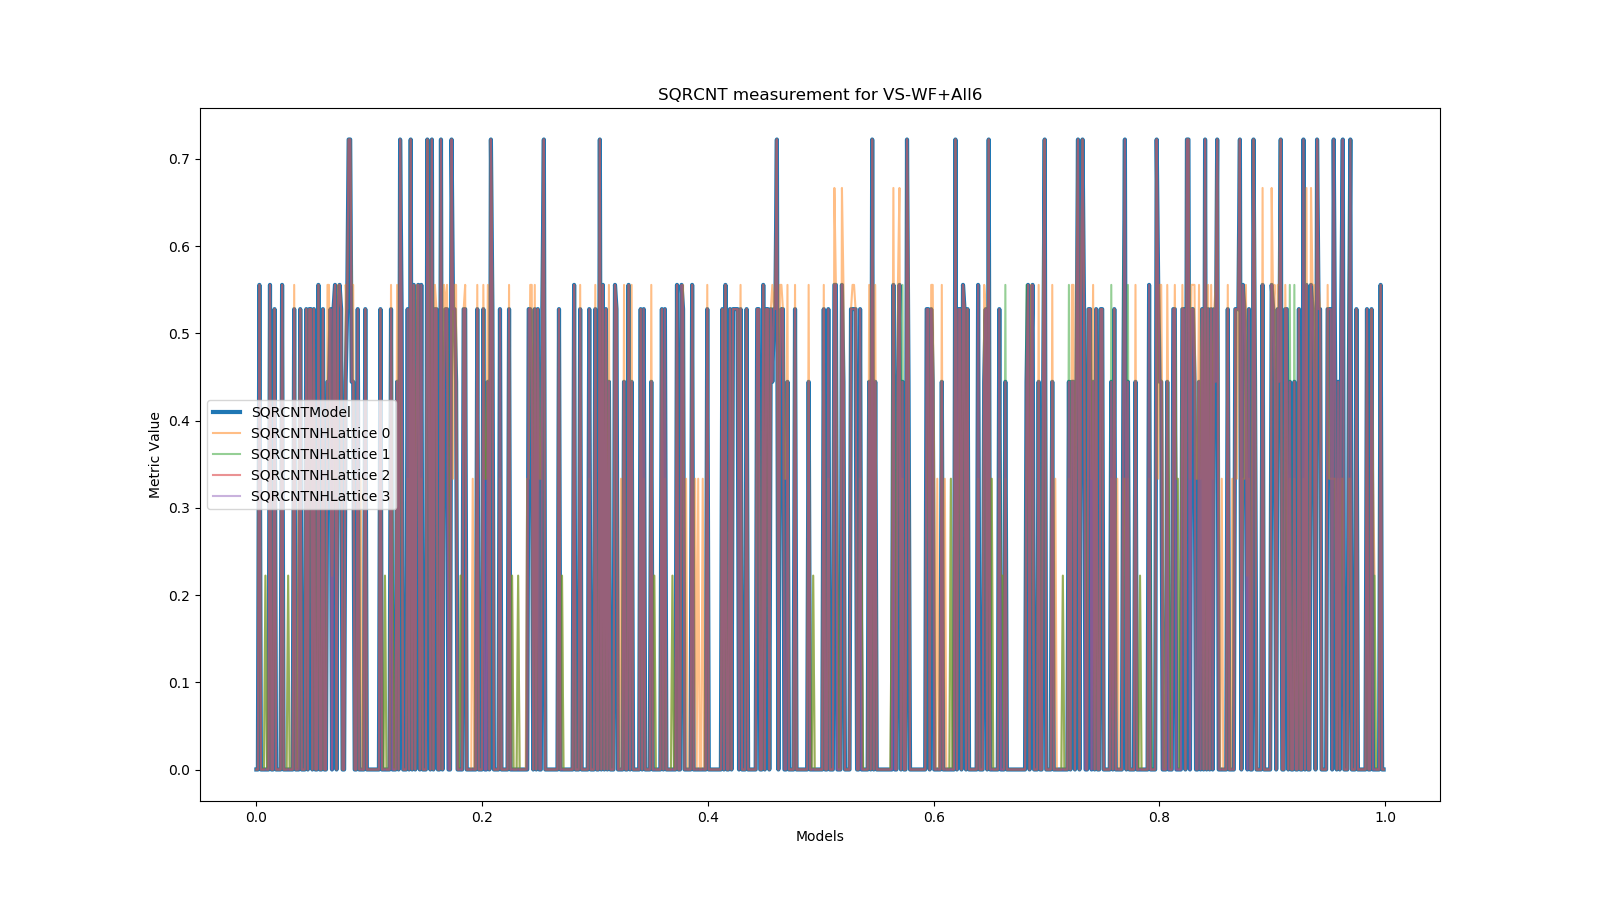 SQRCNT measurement for VS-WF+All6
0.7
0.6
0.5
0.4
0.3
0.2
0.1
0.0
Metric Value
SQRCNTModel
SQRCNTNHLattice 0
SQRCNTNHLattice 1
SQRCNTNHLattice 2
SQRCNTNHLattice 3
0.0 0.2 0.4 0.6 0.8 1.0
Models